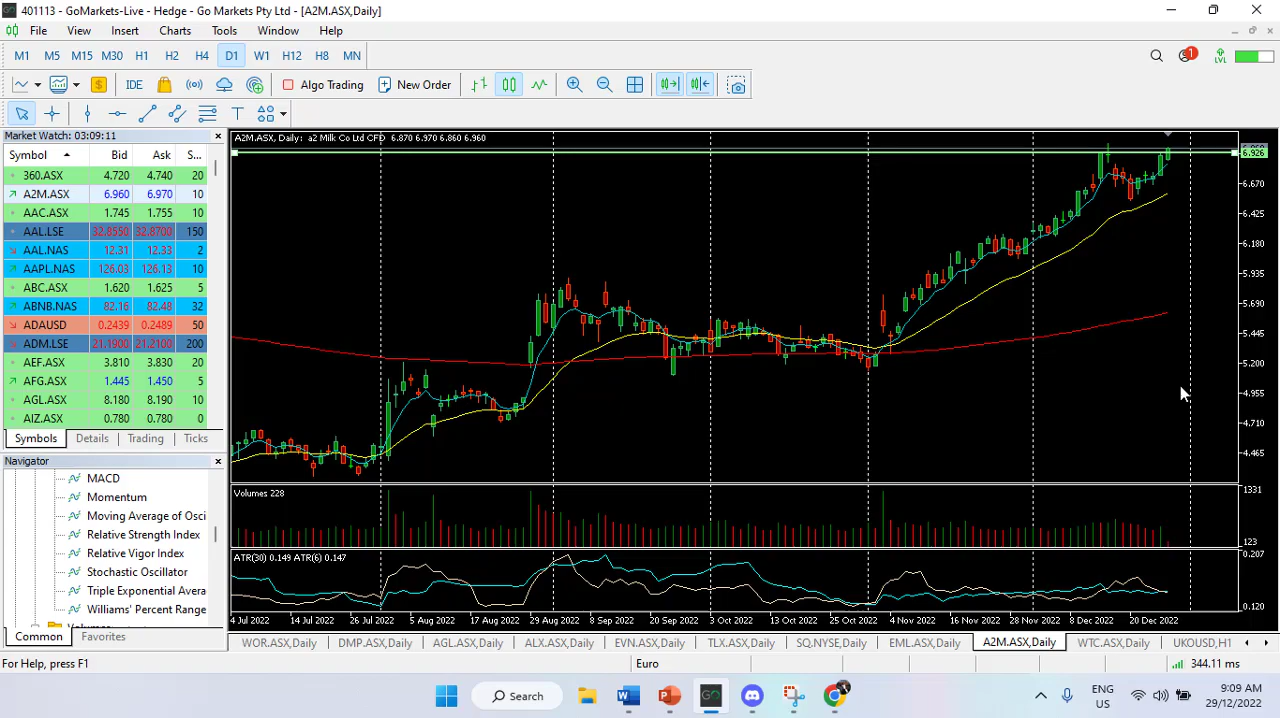 401113 - GoMarkets-Live - Hedge - Go Markets Pty Ltd - [A2M.ASX,Daily]
File View Insert Charts Tools Window Help
M1 M5 M15 M30 H1 H2 H4 D1 W1 H12 H8 MN 1 LVL
IDE Algo Trading New Order
Market Watch: 03:09:11
Symbol Bid Ask S...
360.ASX 4.720 4.740 20
A2M.ASX 6.960 6.970 10
AAC.ASX 1.745 1.755 10
AAL.LSE 32.8550 32.8700 150
AAL.NAS 12.31 12.33 2
AAPL.NAS 126.03 126.13 10
ABC.ASX 1.620 1.625 5
ABNB.NAS 82.16 82.48 32
ADAUSD 0.2439 0.2489 50
ADM.LSE 21.1900 21.2100 200
AEF.ASX 3.810 3.830 20
AFG.ASX 1.445 1.450 5
AGL.ASX 8.180 8.190 10
AIZ.ASX 0.780 0.780 0
Symbols Details Trading Ticks
Navigator
MACD
Momentum
Moving Average of Osci
Relative Strength Index
Relative Vigor Index
Stochastic Oscillator
Triple Exponential Avera
Williams' Percent Range
Common Favorites
A2M.ASX, Daily: a2 Milk Co Ltd CFD 6.870 6.970 6.860 6.960
6.926
6.670
6.425
6.180
5.935
5.690
5.445
5.200
4.955
4.710
4.465
Volumes 228
1331
123
ATR(30) 0.149 ATR(6) 0.147
0.207
0.120
4 Jul 2022 14 Jul 2022 26 Jul 2022 5 Aug 2022 17 Aug 2022 29 Aug 2022 8 Sep 2022 20 Sep 2022 3 Oct 2022 13 Oct 2022 25 Oct 2022 4 Nov 2022 16 Nov 2022 28 Nov 2022 8 Dec 2022 20 Dec 2022
WOR.ASX,Daily DMP.ASX,Daily AGL.ASX,Daily ALX.ASX,Daily EVN.ASX,Daily TLX.ASX,Daily SQ.NYSE,Daily EML.ASX,Daily A2M.ASX,Daily WTC.ASX,Daily UKOUSD,H1
For Help, press F1 Euro 344.11 ms
Search GO ENG US 9:09 AM 29/12/2022